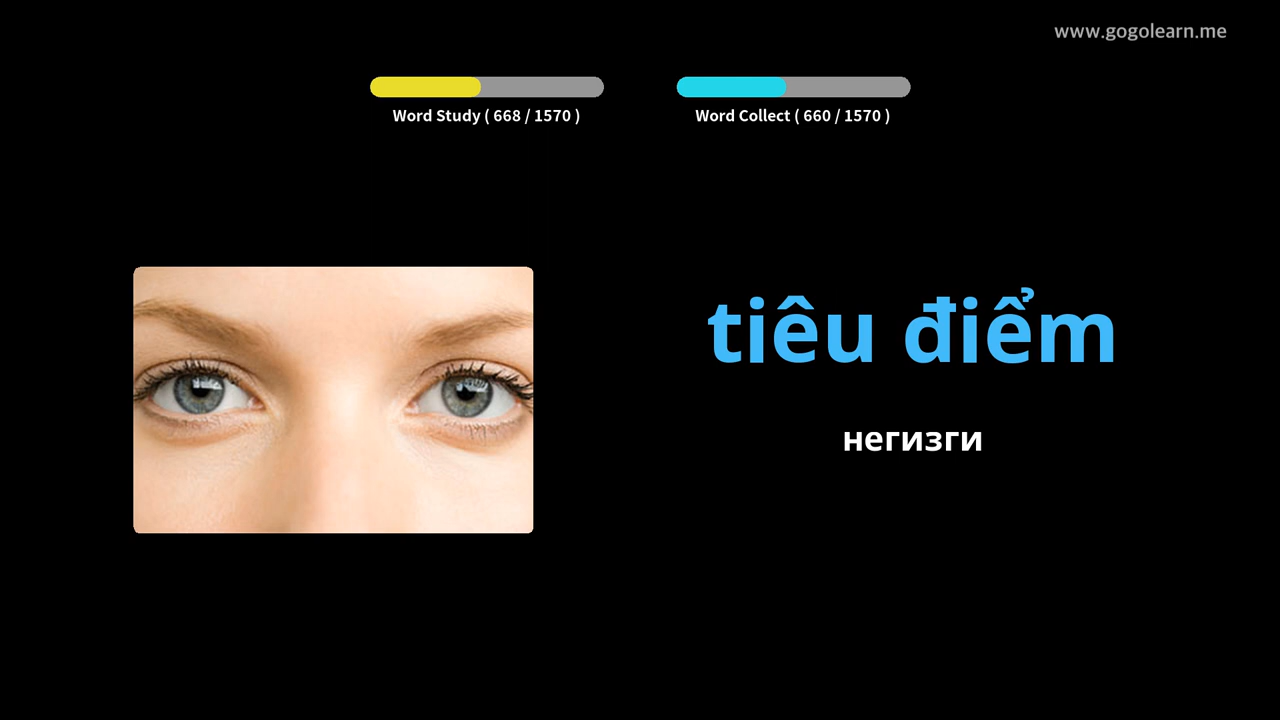 www.gogolearn.me
Word Study ( 668 / 1570 )
Word Collect ( 660 / 1570 )
tiêu điểm
негизги